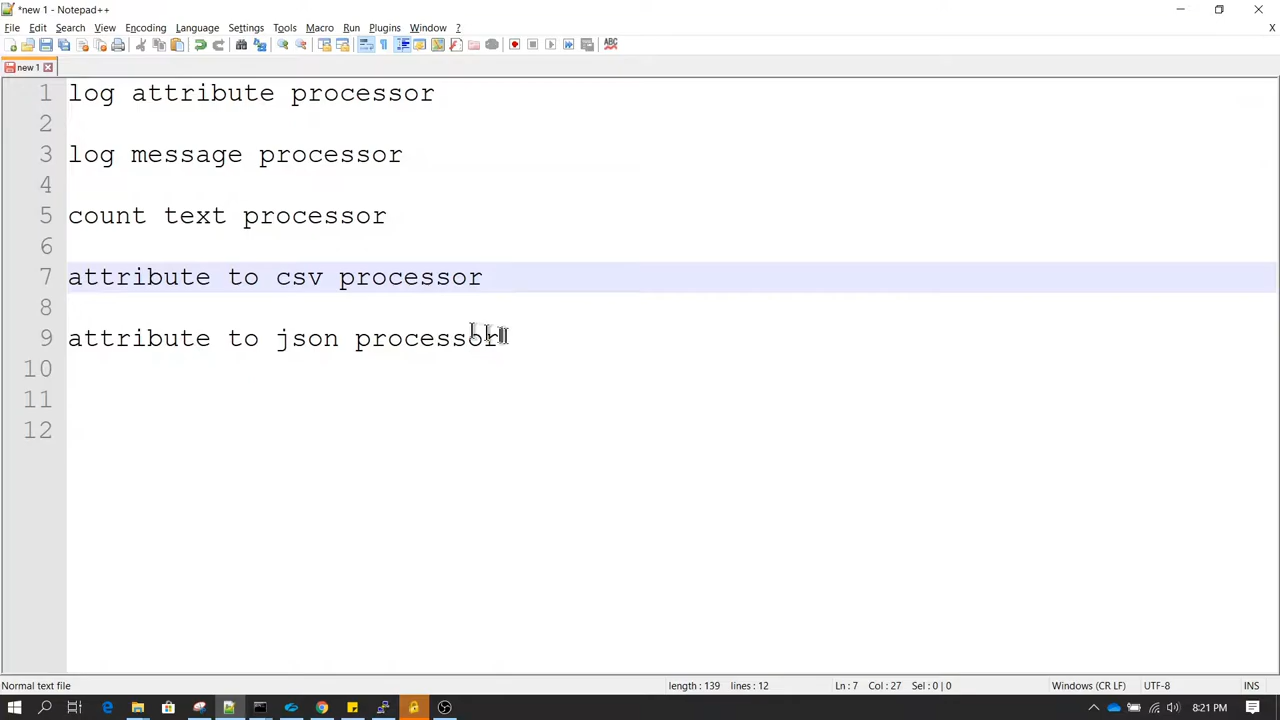 *new 1 - Notepad++
File Edit Search View Encoding Language Settings Tools Macro Run Plugins Window ?
X
ABC
new 1
1 log attribute processor
2
3 log message processor
4
5 count text processor
6
7 attribute to csv processor
8
9 attribute to json processor
10
11
12
Normal text file
length : 139 lines : 12
Ln : 7 Col : 27 Sel : 0 | 0
Windows (CR LF)
UTF-8
INS
8:21 PM